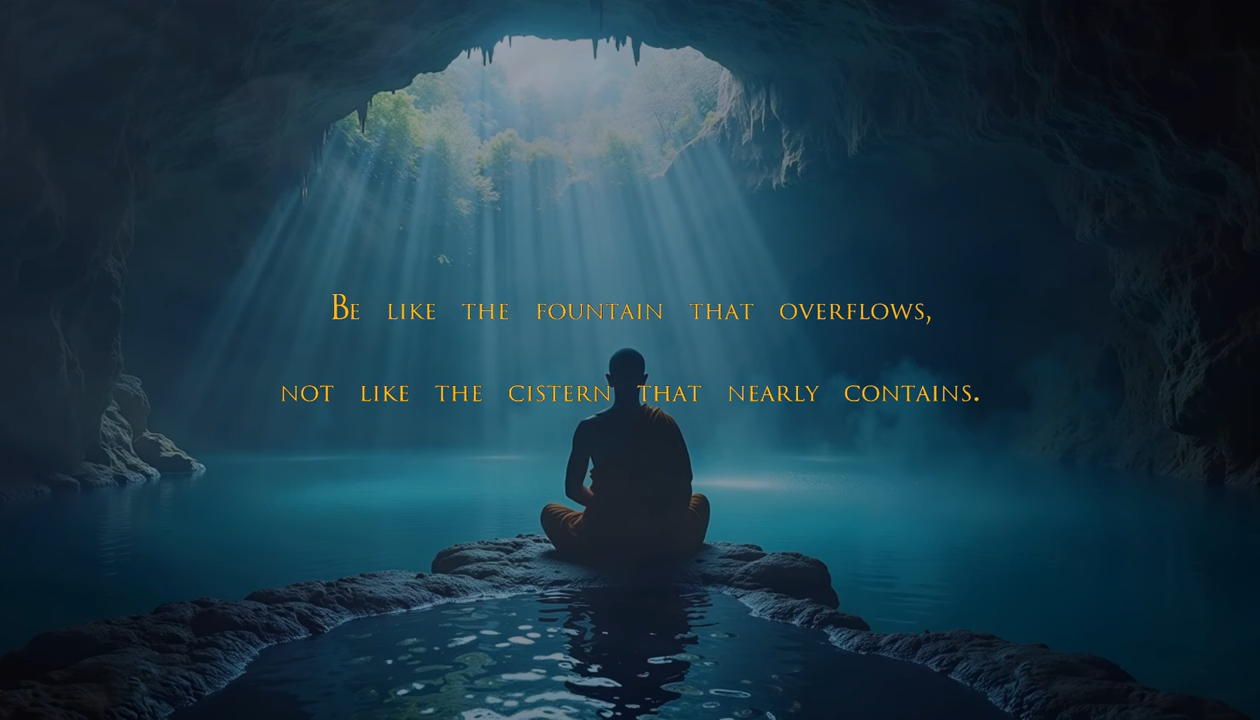 Be like the fountain that overflows,
not like the cistern that nearly contains.